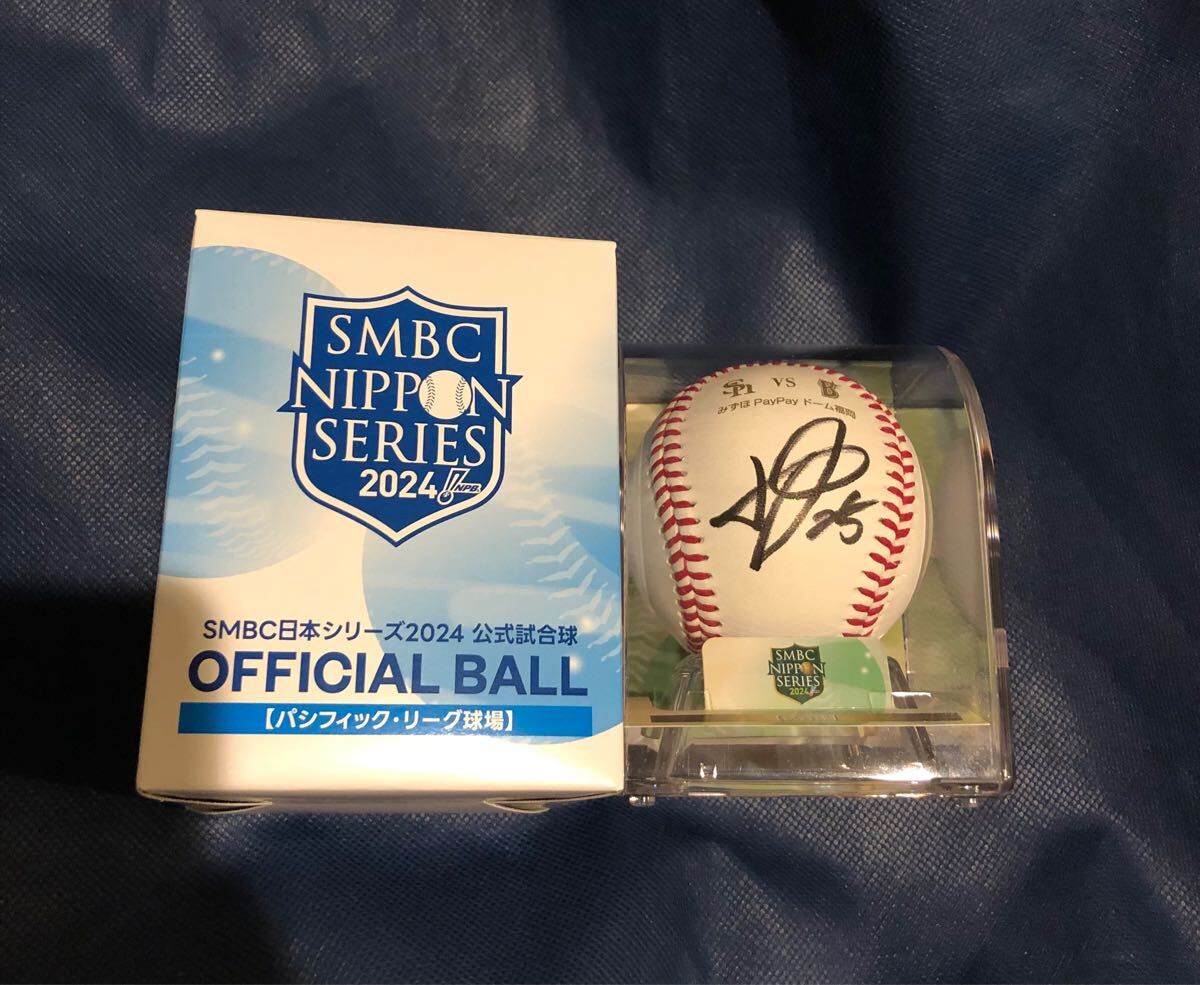 SMBC
NIPPON
SERIES
2024
NPB
SMBC日本シリーズ2024 公式試合球
OFFICIAL BALL
【パシフィック・リーグ球場】
VS
みずほ PayPay ドーム福岡
25
SMBC
NIPPON
SERIES
2024